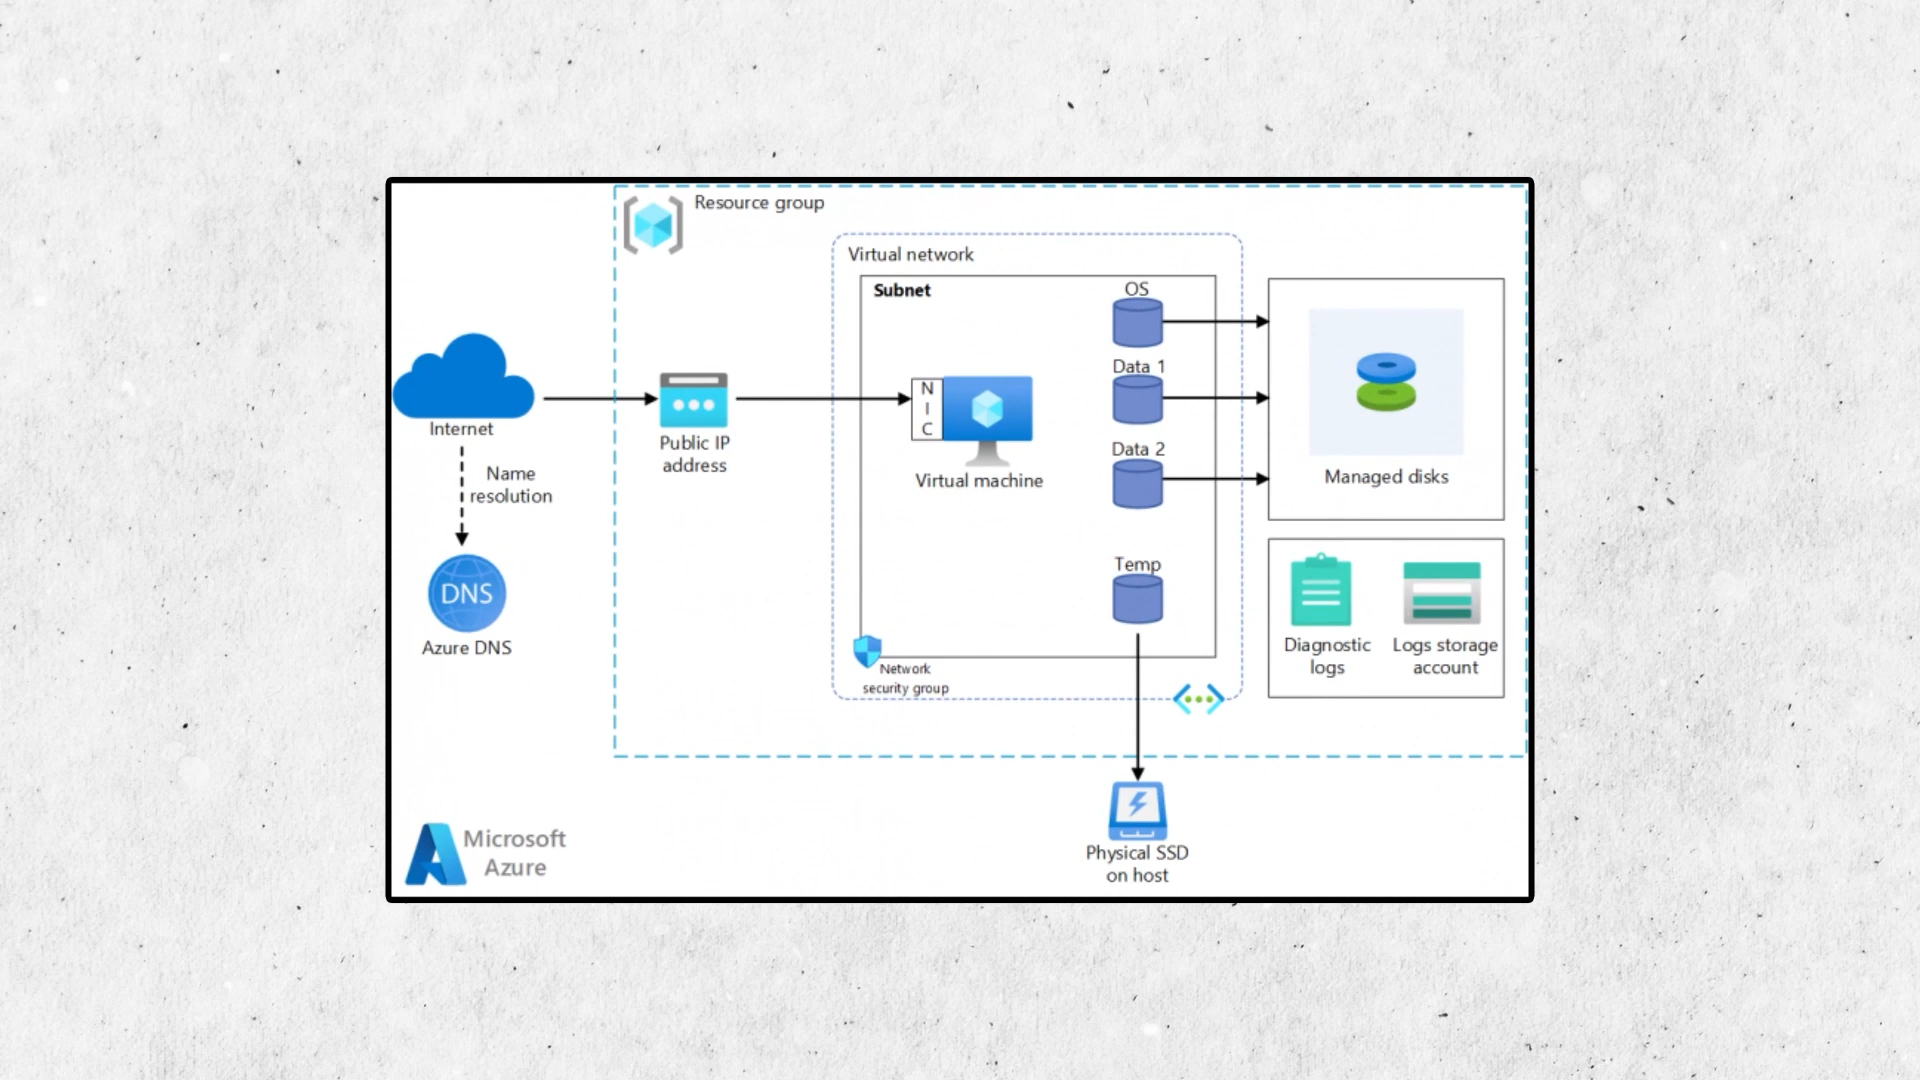 Resource group
Virtual network
Subnet
OS
Data 1
N
I
C
Internet
Public IP
address
Data 2
Name
resolution
Virtual machine
Managed disks
Temp
DNS
Azure DNS
Diagnostic
logs
Logs storage
account
Network
security group
Microsoft
Azure
Physical SSD
on host